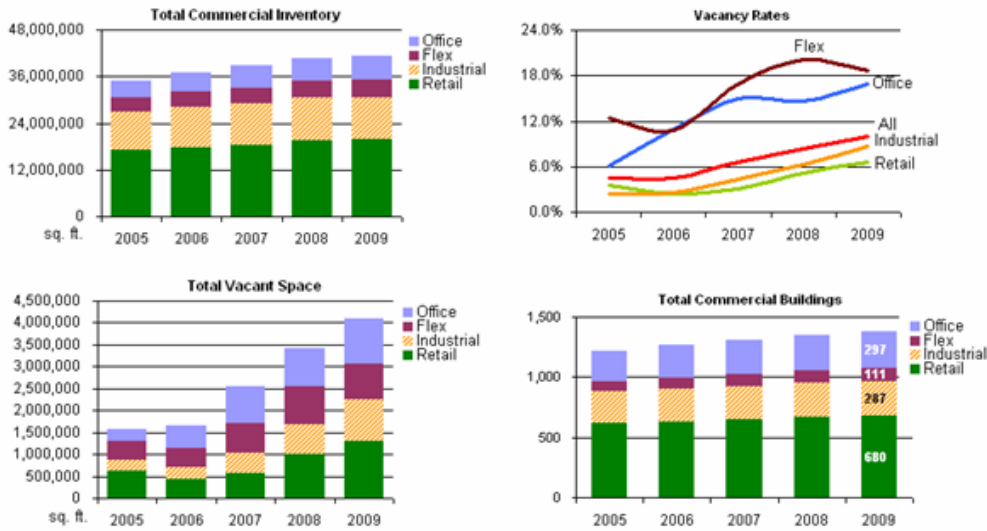 Total Commercial Inventory
48,000,000
36,000,000
24,000,000
12,000,000
0
sq. ft.
2005 2006 2007 2008 2009
Office
Flex
Industrial
Retail
Vacancy Rates
24.0%
18.0%
12.0%
6.0%
0.0%
Flex
Office
All
Industrial
Retail
2005 2006 2007 2008 2009
Total Vacant Space
4,500,000
4,000,000
3,500,000
3,000,000
2,500,000
2,000,000
1,500,000
1,000,000
500,000
0
sq. ft.
2005 2006 2007 2008 2009
Office
Flex
Industrial
Retail
Total Commercial Buildings
1,500
1,000
500
0
297
111
287
680
2005 2006 2007 2008 2009
Office
Flex
Industrial
Retail